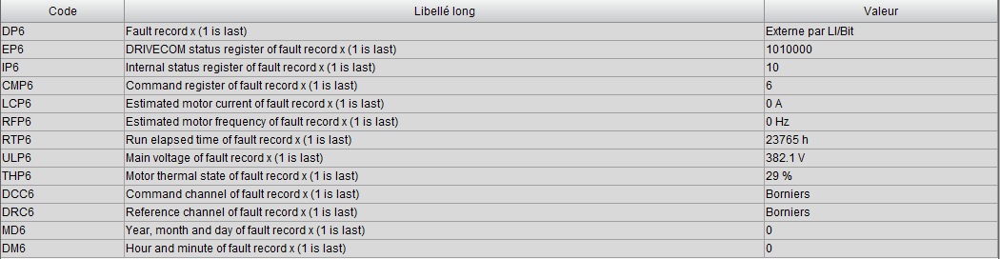 Code Libellé long Valeur
DP6 Fault record x (1 is last) Externe par LI/Bit
EP6 DRIVECOM status register of fault record x (1 is last) 1010000
IP6 Internal status register of fault record x (1 is last) 10
CMP6 Command register of fault record x (1 is last) 6
LCP6 Estimated motor current of fault record x (1 is last) 0 A
RFP6 Estimated motor frequency of fault record x (1 is last) 0 Hz
RTP6 Run elapsed time of fault record x (1 is last) 23765 h
ULP6 Main voltage of fault record x (1 is last) 382.1 V
THP6 Motor thermal state of fault record x (1 is last) 29 %
DCC6 Command channel of fault record x (1 is last) Borniers
DRC6 Reference channel of fault record x (1 is last) Borniers
MD6 Year, month and day of fault record x (1 is last) 0
DM6 Hour and minute of fault record x (1 is last) 0